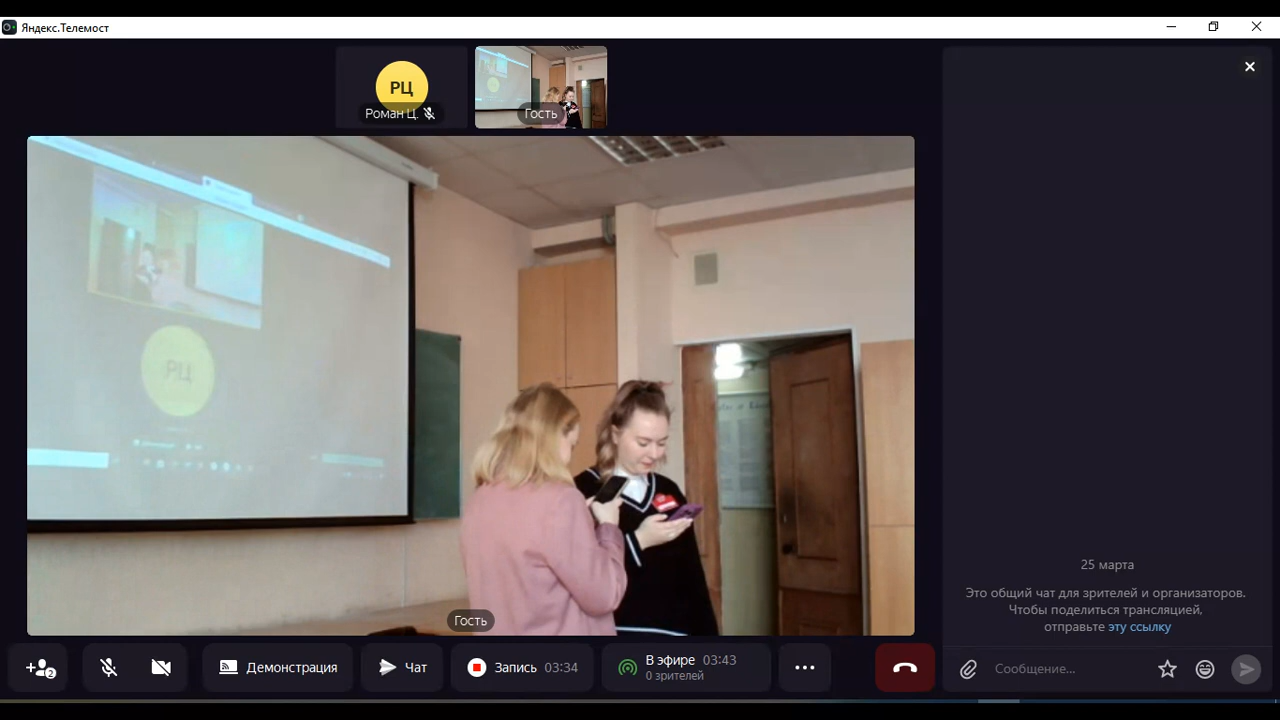 Яндекс.Телемост
РЦ
Роман Ц.
Гость
РЦ
Гость
25 марта
Это общий чат для зрителей и организаторов.
Чтобы поделиться трансляцией,
отправьте эту ссылку
2
Демонстрация
Чат
Запись 03:34
В эфире 03:43
0 зрителей
Сообщение...